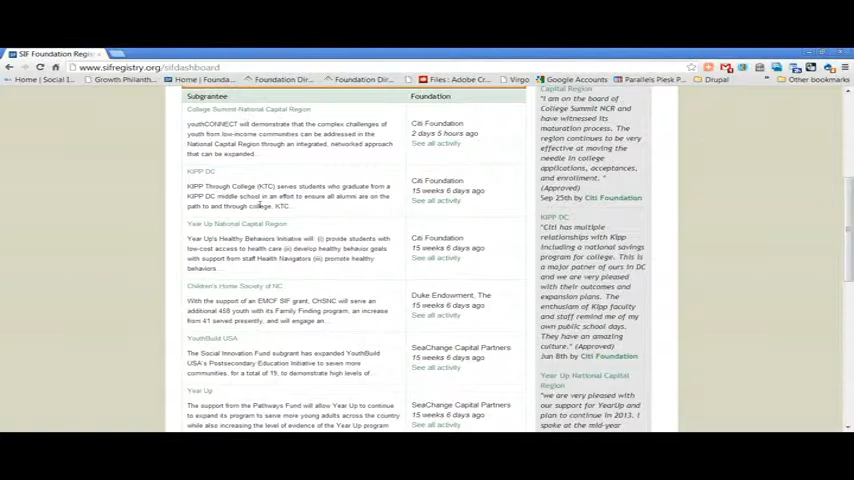 SIF Foundation Regis
www.sifregistry.org/sifdashboard
Home | Social I...
Growth Philanthr...
Home | Founda...
Foundation Dir...
Foundation Dir...
Files: Adobe Cr...
Virgo
Google Accounts
Parallels Plesk P...
Drupal
»
Other bookmarks
Subgrantee
Foundation
College Summit-National Capital Region
youthCONNECT will demonstrate that the complex challenges of
youth from low-income communities can be addressed in the
National Capital Region through an integrated, networked approach
that can be expanded...
Citi Foundation
2 days 5 hours ago
See all activity
KIPP DC
KIPP Through College (KTC) serves students who graduate from a
KIPP DC middle school in an effort to ensure all alumni are on the
path to and through college. KTC...
Citi Foundation
15 weeks 6 days ago
See all activity
Year Up National Capital Region
Year Up's Healthy Behaviors Initiative will: (i) provide students with
low-cost access to health care (ii) develop healthy behavior goals
with support from staff Health Navigators (iii) promote healthy
behaviors...
Citi Foundation
15 weeks 6 days ago
See all activity
Children's Home Society of NC
With the support of an EMCF SIF grant, CHSNC will serve an
additional 458 youth with its Family Finding program, an increase
from 41 served presently, and will engage an...
Duke Endowment, The
15 weeks 6 days ago
See all activity
YouthBuild USA
The Social Innovation Fund subgrant has expanded YouthBuild
USA's Postsecondary Education Initiative to seven more
communities, for a total of 19, to demonstrate high levels of...
SeaChange Capital Partners
15 weeks 6 days ago
See all activity
Year Up
The support from the Pathways Fund will allow Year Up to continue
to expand its program to serve more young adults across the country
while also increasing the level of evidence of the Year Up program
SeaChange Capital Partners
15 weeks 6 days ago
See all activity
Capital Region
"I am on the board of
College Summit NCR and
have witnessed its
maturation process. The
region continues to be very
effective at moving the
needle in college
applications, acceptances,
and enrollment. "
(Approved)
Sep 25th by Citi Foundation
KIPP DC
"Citi has multiple
relationships with Kipp
including a national savings
program for college. This
is a major patner of ours in DC
and we are very pleased
with their outcomes and
expansion plans. The
enthusiasm of Kipp faculty
and staff remind me of my
own public school days.
They have an amazing
culture." (Approved)
Jun 8th by Citi Foundation
Year Up National Capital
Region
"we are very pleased with
our support for YearUp and
plan to continue in 2013. I
spoke at the mid-year